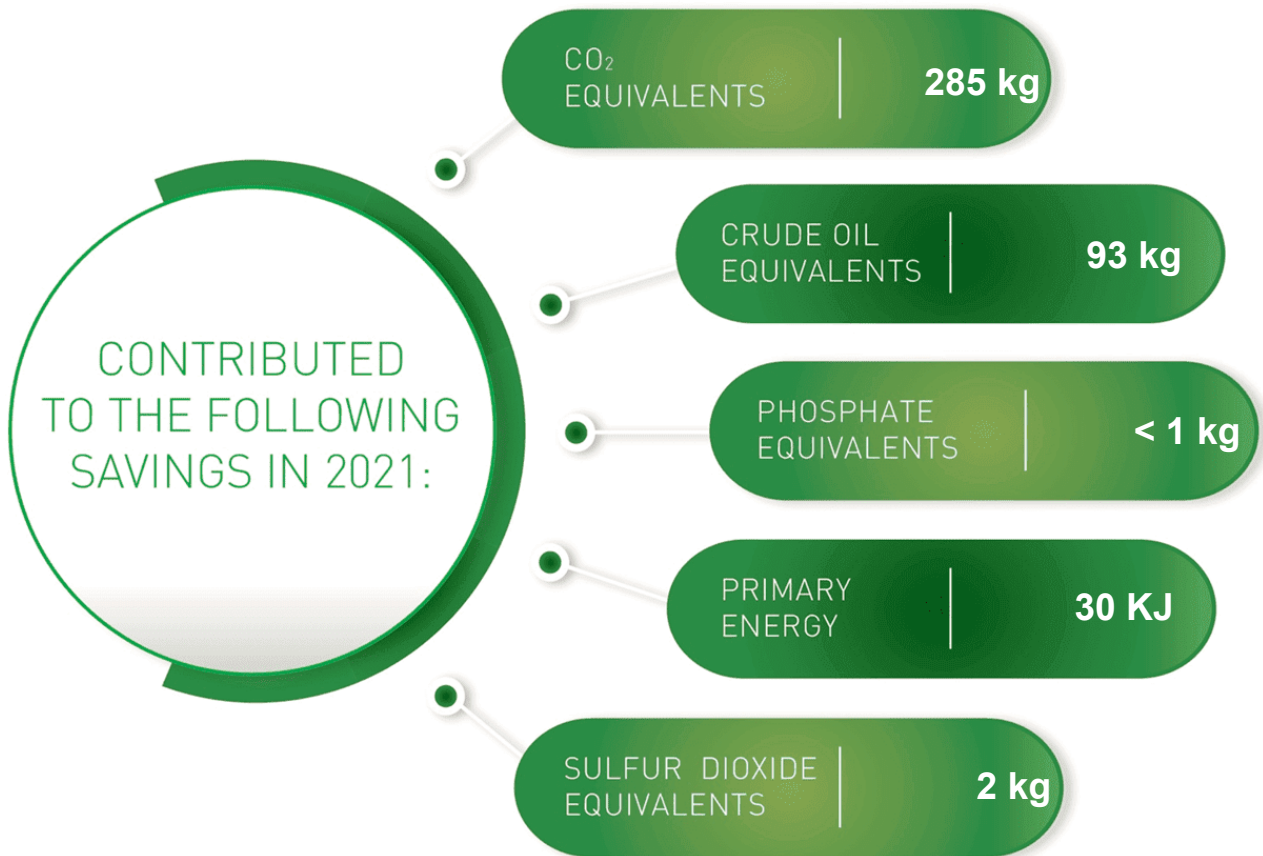 CONTRIBUTED
TO THE FOLLOWING
SAVINGS IN 2021:
CO₂
EQUIVALENTS
285 kg
CRUDE OIL
EQUIVALENTS
93 kg
PHOSPHATE
EQUIVALENTS
< 1 kg
PRIMARY
ENERGY
30 KJ
SULFUR DIOXIDE
EQUIVALENTS
2 kg